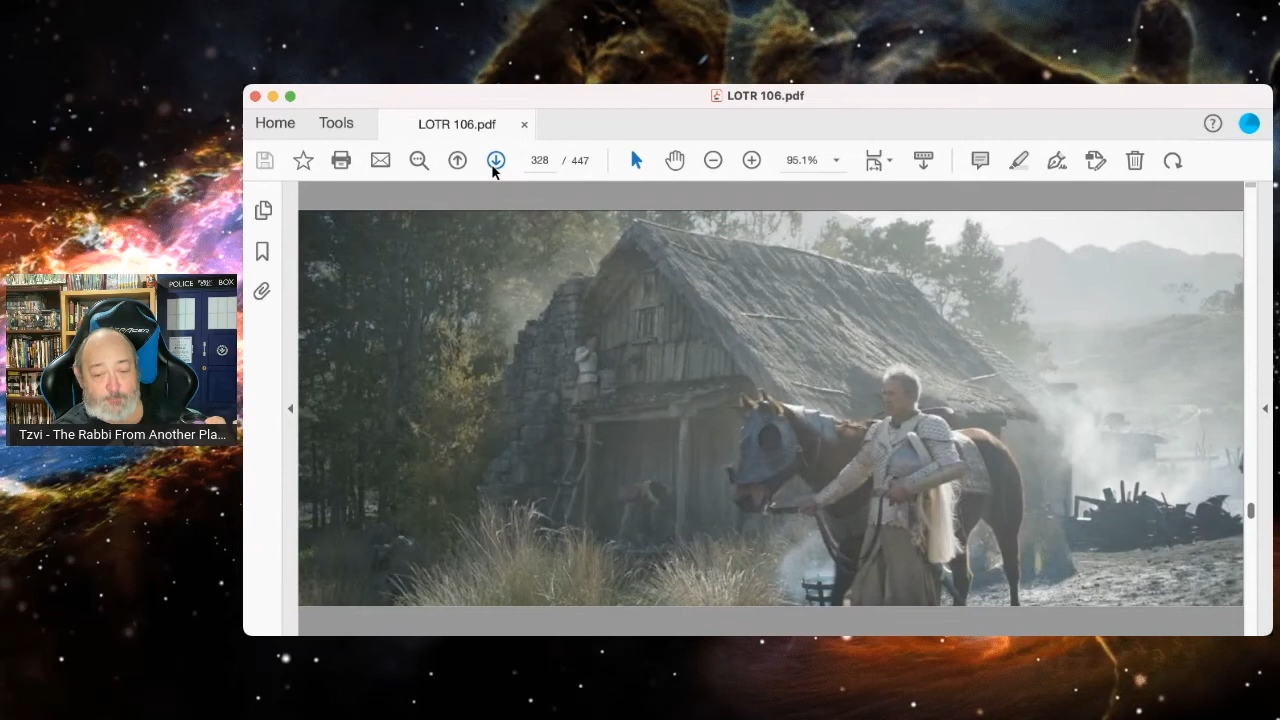 LOTR 106.pdf
Home
Tools
LOTR 106.pdf
328 / 447
95.1%
POLICE
BOX
Tzvi - The Rabbi From Another Pla...